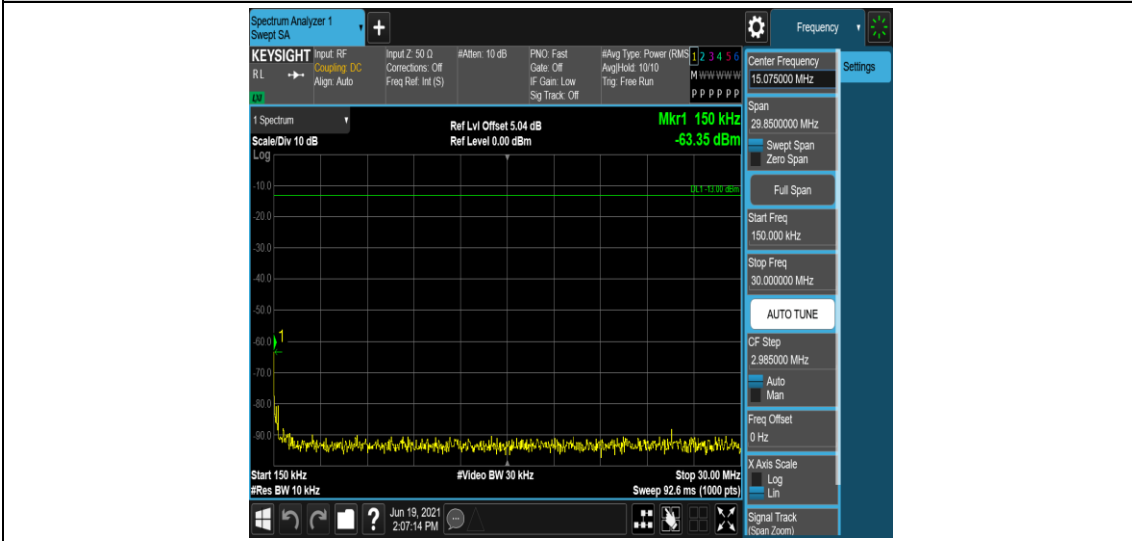 Spectrum Analyzer 1
Swept SA
+
Frequency
KEYSIGHT
RL
Input: RF
Coupling: DC
Align: Auto
Input Z: 50 Ω
Corrections: Off
Freq Ref: Int (S)
#Atten: 10 dB
PNO: Fast
Gate: Off
IF Gain: Low
Sig Track: Off
#Avg Type: Power (RMS
Avg|Hold: 10/10
Trig: Free Run
1 2 3 4 5 6
M W W W W W
P P P P P P
Center Frequency
15.075000 MHz
Settings
1 Spectrum
Scale/Div 10 dB
Log
Ref Lvl Offset 5.04 dB
Ref Level 0.00 dBm
Mkr1 150 kHz
-63.35 dBm
Span
29.8500000 MHz
Swept Span
Zero Span
Full Span
Start Freq
150.000 kHz
Stop Freq
30.000000 MHz
AUTO TUNE
CF Step
2.985000 MHz
Auto
Man
Freq Offset
0 Hz
X Axis Scale
Log
Lin
Signal Track
(Span Zoom)
DL1 -13.00 dBm
-10.0
-20.0
-30.0
-40.0
-50.0
-60.0
1
-70.0
-80.0
-90.0
Start 150 kHz
#Res BW 10 kHz
#Video BW 30 kHz
Stop 30.00 MHz
Sweep 92.6 ms (1000 pts)
?
Jun 19, 2021
2:07:14 PM